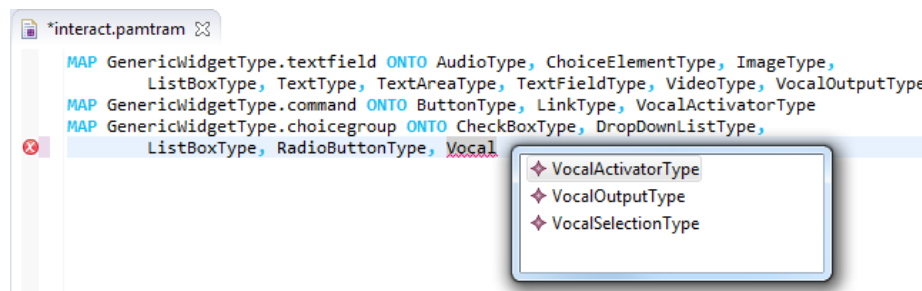 *interact.pamtram
MAP GenericWidgetType.textfield ONTO AudioType, ChoiceElementType, ImageType,
ListBoxType, TextType, TextAreaType, TextFieldType, VideoType, VocalOutputType
MAP GenericWidgetType.command ONTO ButtonType, LinkType, VocalActivatorType
MAP GenericWidgetType.choicegroup ONTO CheckBoxType, DropDownListType,
ListBoxType, RadioButtonType, Vocal
VocalActivatorType
VocalOutputType
VocalSelectionType